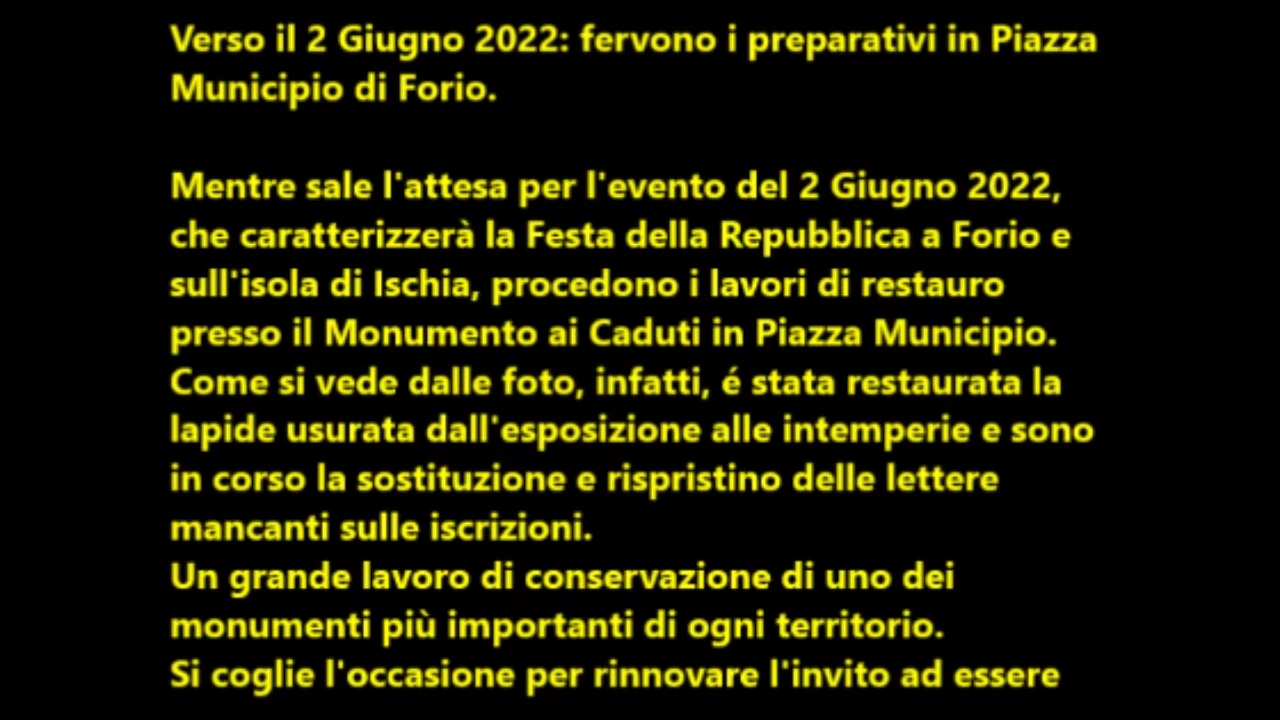 Verso il 2 Giugno 2022: fervono i preparativi in Piazza
Municipio di Forio.
Mentre sale l'attesa per l'evento del 2 Giugno 2022,
che caratterizzerà la Festa della Repubblica a Forio e
sull'isola di Ischia, procedono i lavori di restauro
presso il Monumento ai Caduti in Piazza Municipio.
Come si vede dalle foto, infatti, é stata restaurata la
lapide usurata dall'esposizione alle intemperie e sono
in corso la sostituzione e rispristino delle lettere
mancanti sulle iscrizioni.
Un grande lavoro di conservazione di uno dei
monumenti più importanti di ogni territorio.
Si coglie l'occasione per rinnovare l'invito ad essere